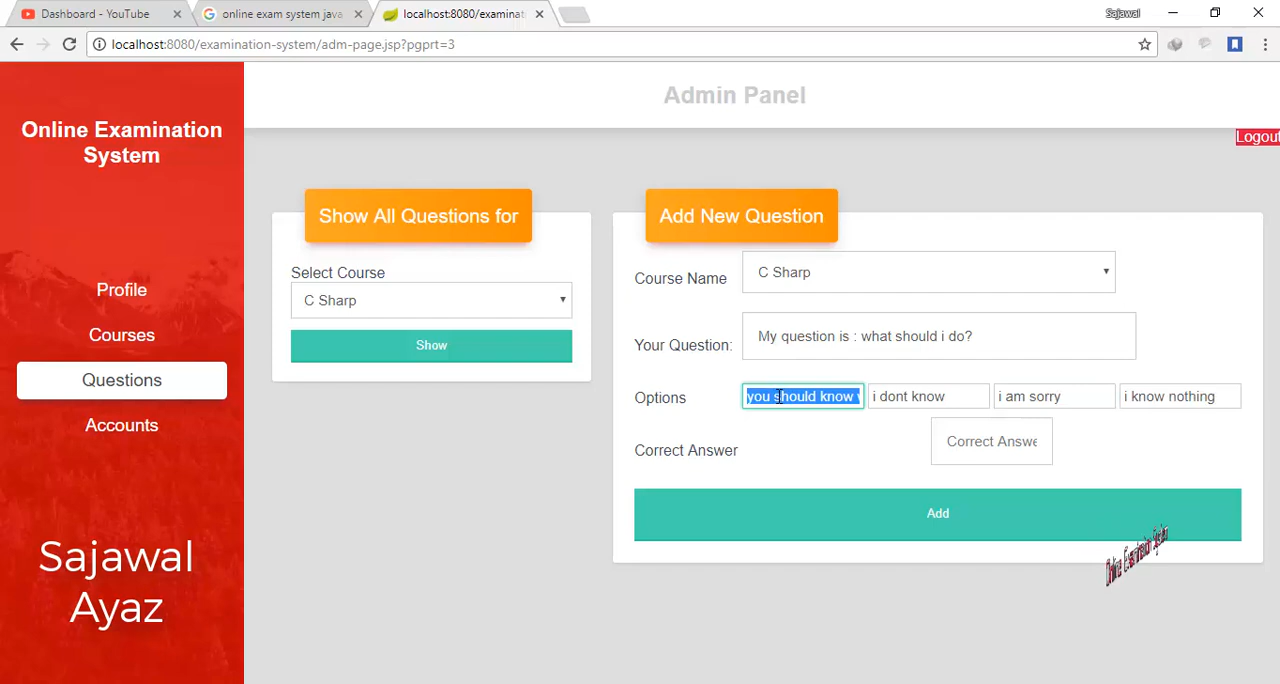 Dashboard - YouTube
online exam system java
localhost:8080/examinat
Sajawal
localhost:8080/examination-system/adm-page.jsp?pgprt=3
Online Examination
System
Profile
Courses
Questions
Accounts
Sajawal
Ayaz
Admin Panel
Logout
Show All Questions for
Select Course
C Sharp
Show
Add New Question
Course Name
C Sharp
Your Question:
My question is : what should i do?
Options
you should know
i dont know
i am sorry
i know nothing
Correct Answer
Correct Answe
Add
Online Examination System